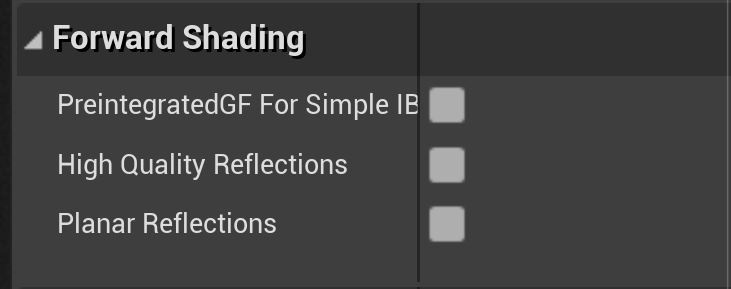 Forward Shading
PreintegratedGF For Simple IB
High Quality Reflections
Planar Reflections